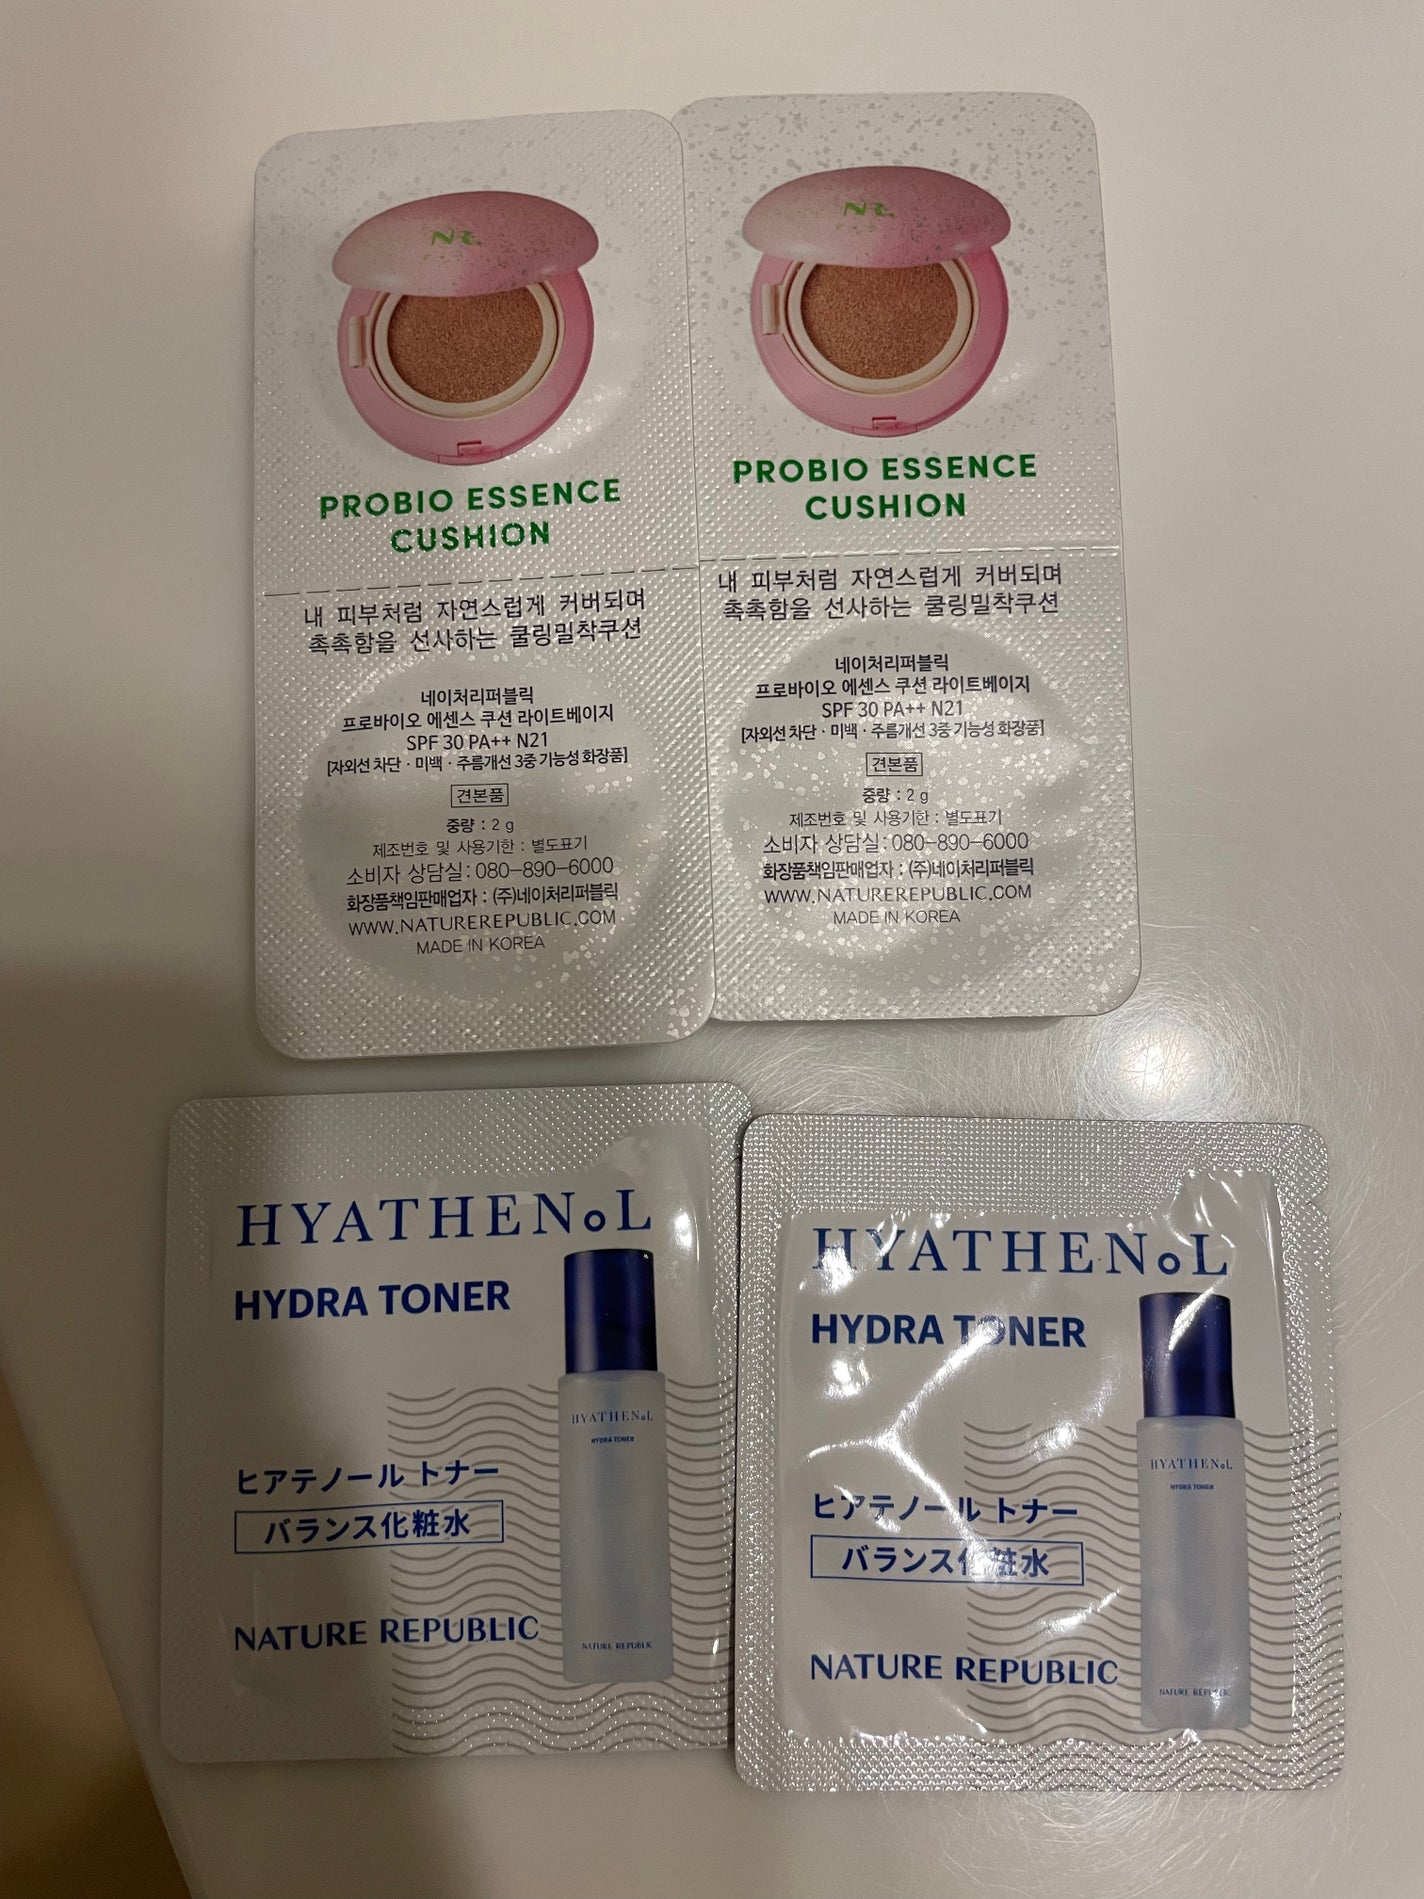 NR
PROBIO ESSENCE
CUSHION
내 피부처럼 자연스럽게 커버되며
촉촉함을 선사하는 쿨링밀착쿠션
네이처리퍼블릭
프로바이오 에센스 쿠션 라이트베이지
SPF 30 PA++ N21
[자외선 차단 · 미백 · 주름개선 3중 기능성 화장품]
견본품
중량 : 2 g
제조번호 및 사용기한 : 별도표기
소비자 상담실: 080-890-6000
화장품책임판매업자 : (주)네이처리퍼블릭
WWW.NATUREREPUBLIC.COM
MADE IN KOREA
NR
PROBIO ESSENCE
CUSHION
내 피부처럼 자연스럽게 커버되며
촉촉함을 선사하는 쿨링밀착쿠션
네이처리퍼블릭
프로바이오 에센스 쿠션 라이트베이지
SPF 30 PA++ N21
[자외선 차단 · 미백 · 주름개선 3중 기능성 화장품]
견본품
중량 : 2 g
제조번호 및 사용기한 : 별도표기
소비자 상담실: 080-890-6000
화장품책임판매업자 : (주)네이처리퍼블릭
WWW.NATUREREPUBLIC.COM
MADE IN KOREA
HYATHENoL
HYDRA TONER
HYATHENoL
HYDRA TONER
ヒアテノール トナー
バランス化粧水
NATURE REPUBLIC
NATURE REPUBLIC
HYATHENoL
HYDRA TONER
HYATHENoL
HYDRA TONER
ヒアテノール トナー
バランス化粧水
NATURE REPUBLIC
NATURE REPUBLIC